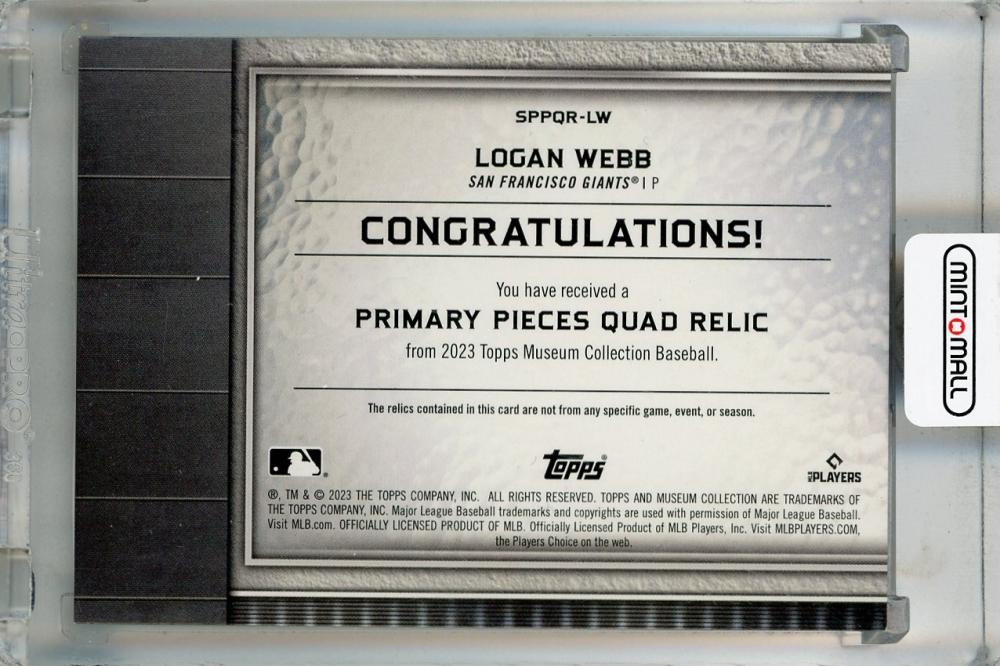 SPPQR-LW
LOGAN WEBB
SAN FRANCISCO GIANTS® | P
CONGRATULATIONS!
You have received a
PRIMARY PIECES QUAD RELIC
from 2023 Topps Museum Collection Baseball.
The relics contained in this card are not from any specific game, event, or season.
®
Topps®
MLB PLAYERS
®, TM & © 2023 THE TOPPS COMPANY, INC. ALL RIGHTS RESERVED. TOPPS AND MUSEUM COLLECTION ARE TRADEMARKS OF
THE TOPPS COMPANY, INC. Major League Baseball trademarks and copyrights are used with permission of Major League Baseball.
Visit MLB.com. OFFICIALLY LICENSED PRODUCT OF MLB. Officially Licensed Product of MLB Players, Inc. Visit MLBPLAYERS.COM,
the Players Choice on the web.
MINT MALL